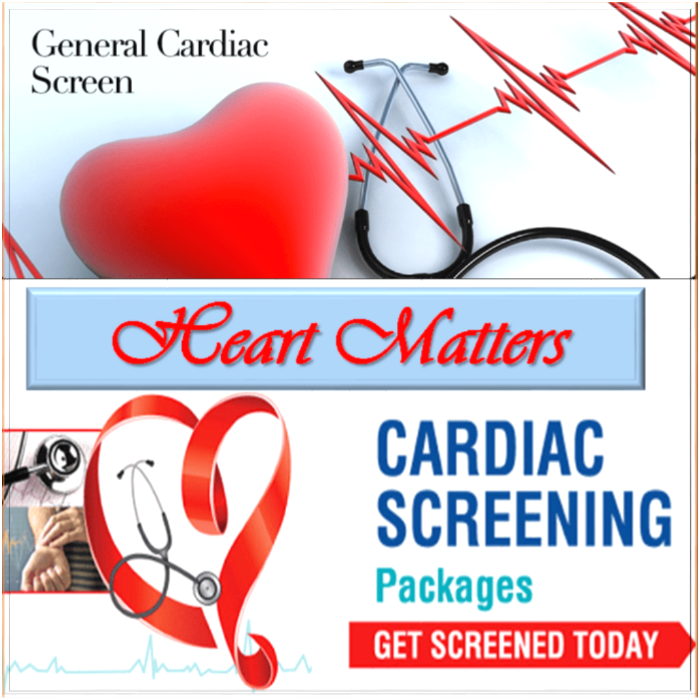 General Cardiac
Screen
Heart Matters
CARDIAC
SCREENING
Packages
GET SCREENED TODAY